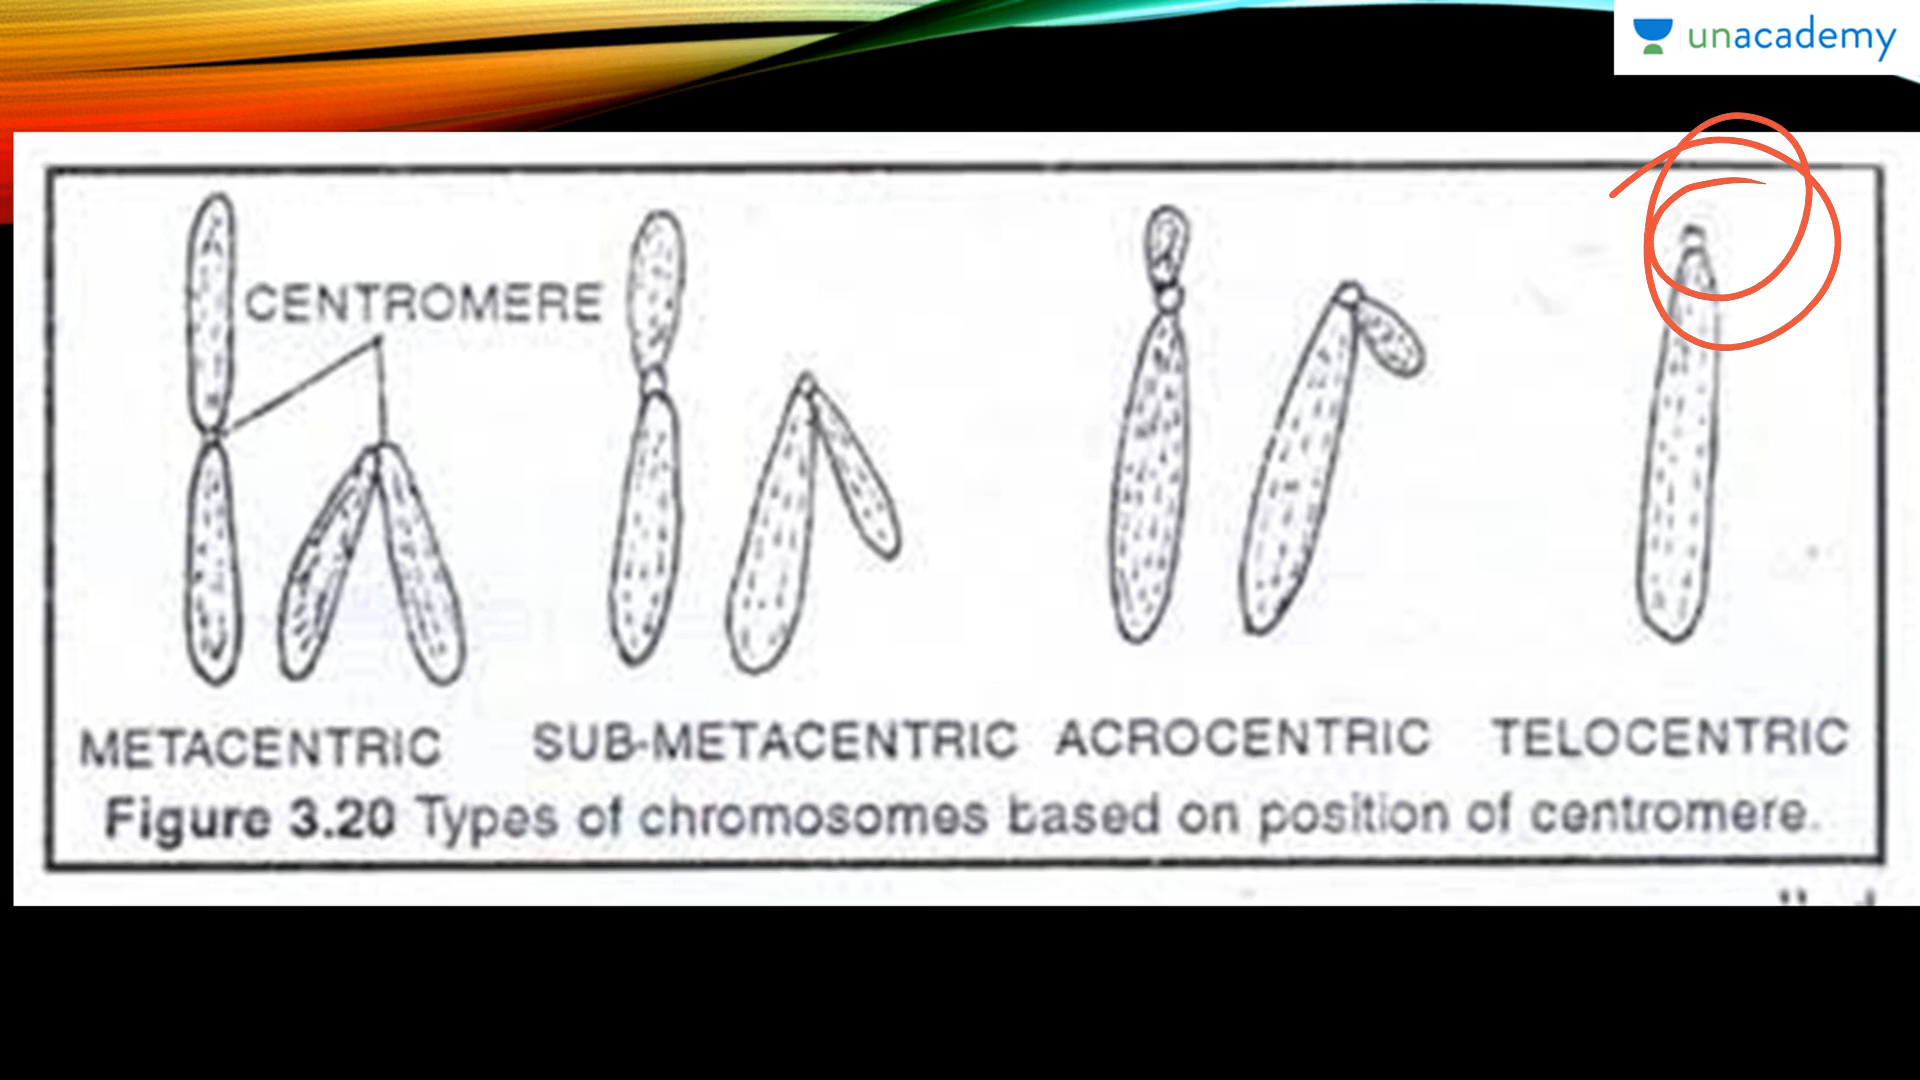 unacademy
CENTROMERE
METACENTRIC SUB-METACENTRIC ACROCENTRIC TELOCENTRIC
Figure 3.20 Types of chromosomes based on position of centromere.